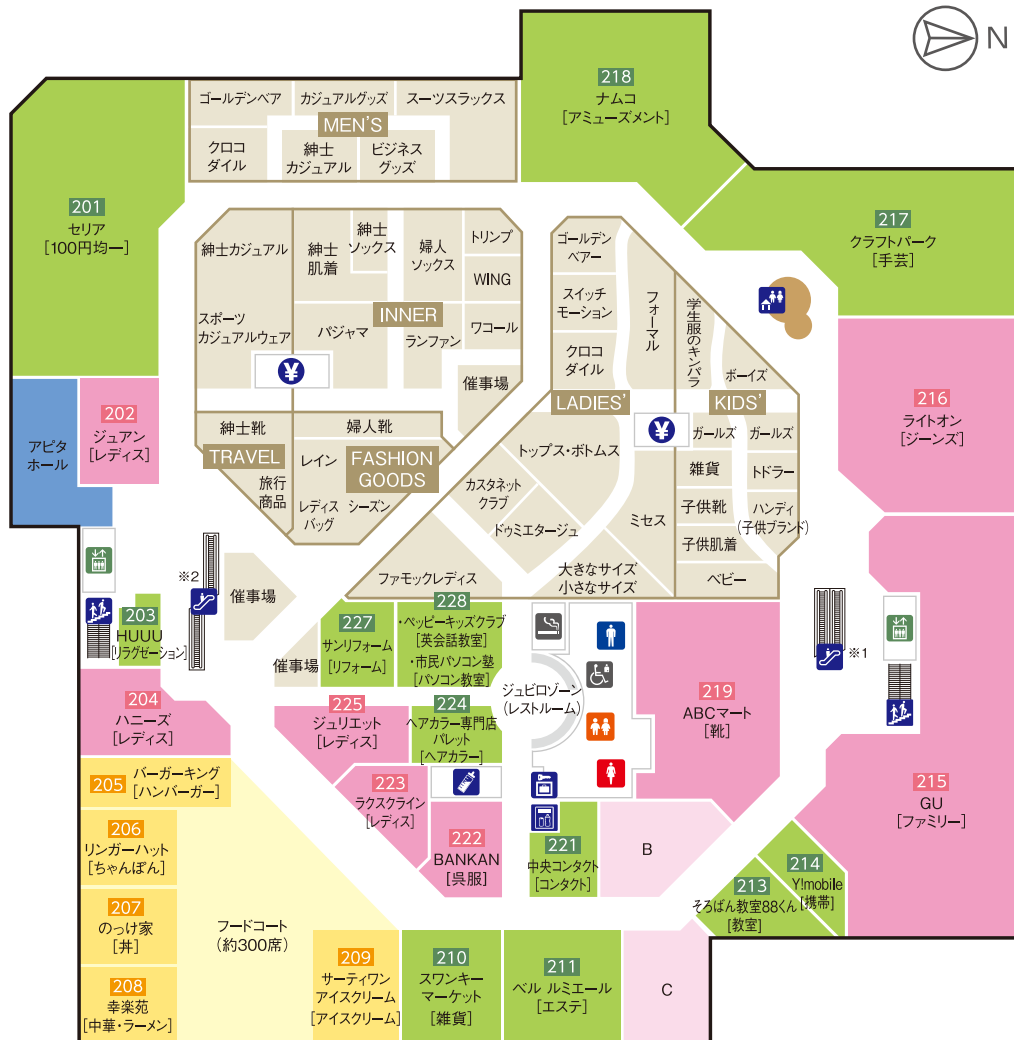 N
218
ナムコ
[アミューズメント]
ゴールデンベア
カジュアルグッズ
スーツスラックス
MEN'S
クロコ
ダイル
紳士
カジュアル
ビジネス
グッズ
201
セリア
[100円均一]
217
クラフトパーク
[手芸]
紳士カジュアル
紳士
肌着
紳士
ソックス
婦人
ソックス
トリンプ
WING
INNER
スポーツ
カジュアルウェア
パジャマ
ランファン
ワコール
¥
催事場
ゴールデン
ベアー
スイッチ
モーション
クロコ
ダイル
フォーマル
学生服のキンパラ
ボーイズ
LADIES'
KIDS'
¥
ガールズ
ガールズ
トップス・ボトムス
雑貨
トドラー
カスタネット
クラブ
ドゥミエタージュ
ミセス
子供靴
ハンディ
(子供ブランド)
子供肌着
大きなサイズ
小さなサイズ
ベビー
ファモックレディス
216
ライトオン
[ジーンズ]
202
ジュアン
[レディス]
アピタ
ホール
紳士靴
婦人靴
TRAVEL
レイン
FASHION
GOODS
旅行
商品
レディス
バッグ
シーズン
※2
催事場
203
HUUU
[リラグゼーション]
催事場
227
サンリフォーム
[リフォーム]
228
・ペッピーキッズクラブ
[英会話教室]
・市民パソコン塾
[パソコン教室]
ジュビロゾーン
(レストルーム)
219
ABCマート
[靴]
※1
204
ハニーズ
[レディス]
225
ジュリエット
[レディス]
224
ヘアカラー専門店
パレット
[ヘアカラー]
215
GU
[ファミリー]
205
バーガーキング
[ハンバーガー]
223
ラクスクライン
[レディス]
222
BANKAN
[呉服]
221
中央コンタクト
[コンタクト]
B
206
リンガーハット
[ちゃんぽん]
214
Y!mobile
[携帯]
213
そろばん教室88くん
[教室]
207
のっけ家
[丼]
フードコート
(約300席)
208
幸楽苑
[中華・ラーメン]
209
サーティワン
アイスクリーム
[アイスクリーム]
210
スワンキー
マーケット
[雑貨]
211
ベル ルミエール
[エステ]
C